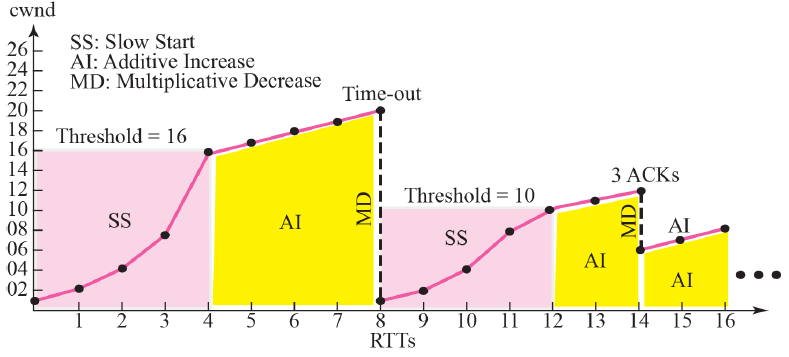 cwnd
SS: Slow Start
AI: Additive Increase
MD: Multiplicative Decrease
26
24
22
20
18
16
14
12
10
08
06
04
02
Time-out
Threshold = 16
3 ACKs
Threshold = 10
SS
AI
MD
SS
AI
MD
AI
AI
1 2 3 4 5 6 7 8 9 10 11 12 13 14 15 16
RTTs